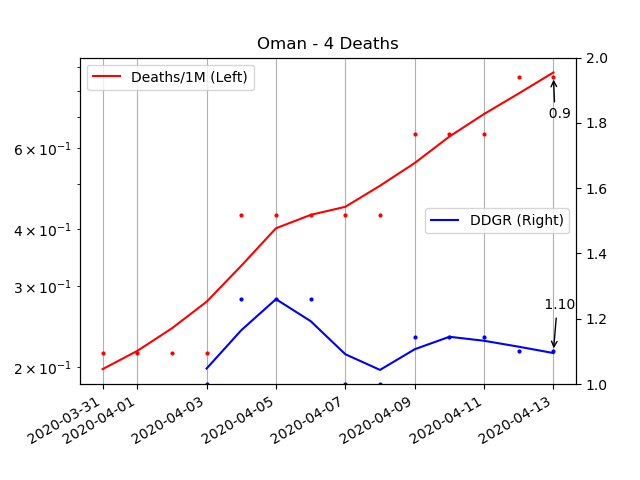 Oman - 4 Deaths
Deaths/1M (Left)
DDGR (Right)
0.9
1.10
6 × 10⁻¹
4 × 10⁻¹
3 × 10⁻¹
2 × 10⁻¹
2.0
1.8
1.6
1.4
1.2
1.0
2020-03-31
2020-04-01
2020-04-03
2020-04-05
2020-04-07
2020-04-09
2020-04-11
2020-04-13